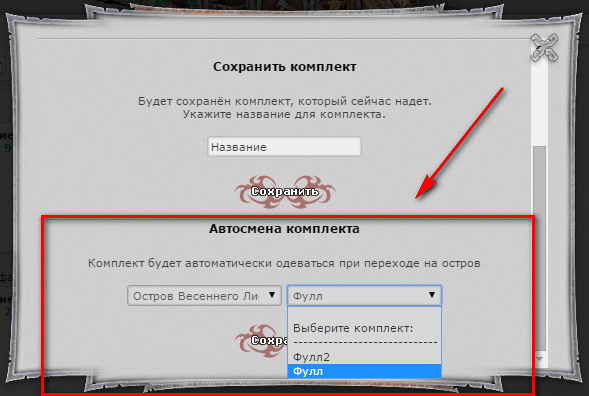 Сохранить комплект
Будет сохранён комплект, который сейчас надет.
Укажите название для комплекта.
Название
Сохранить
Автосмена комплекта
Комплект будет автоматически одеваться при переходе на остров
Остров Весеннего Ли
Фулл
Выберите комплект:
------------------------
Сохра
Фулл2
Фулл